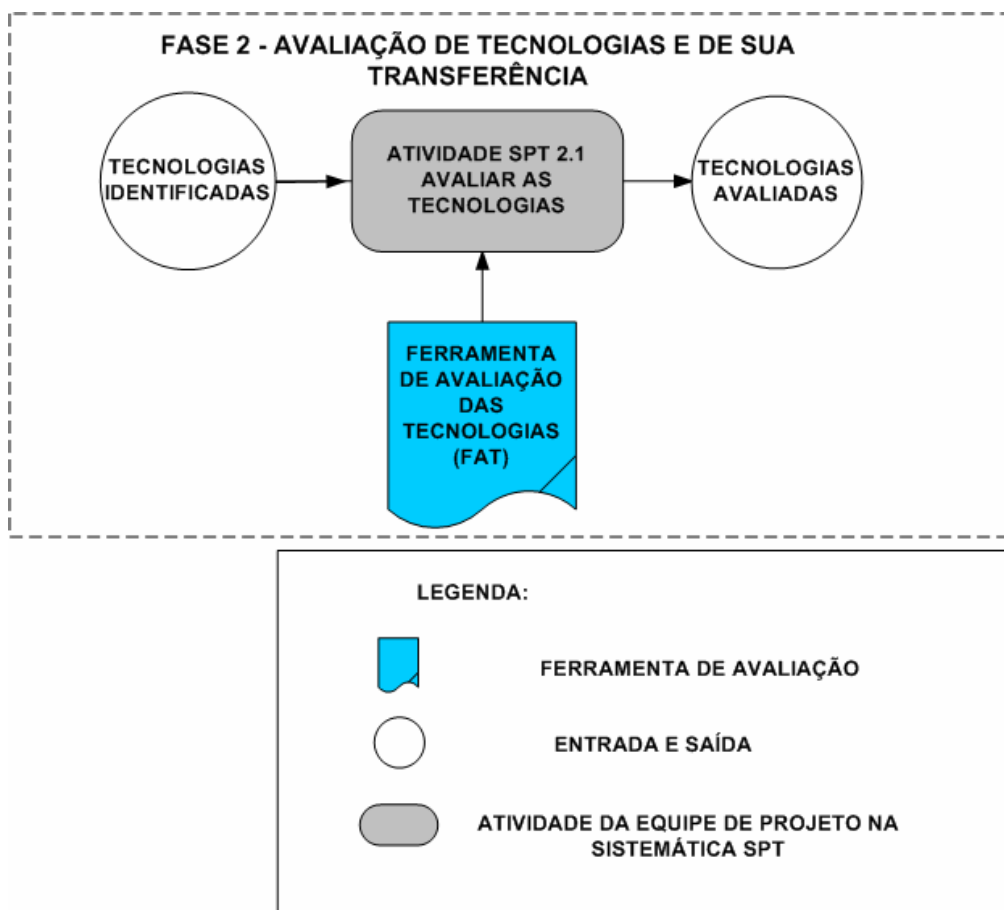 FASE 2 - AVALIAÇÃO DE TECNOLOGIAS E DE SUA
TRANSFERÊNCIA
TECNOLOGIAS
IDENTIFICADAS
ATIVIDADE SPT 2.1
AVALIAR AS
TECNOLOGIAS
TECNOLOGIAS
AVALIADAS
FERRAMENTA
DE AVALIAÇÃO
DAS
TECNOLOGIAS
(FAT)
LEGENDA:
FERRAMENTA DE AVALIAÇÃO
ENTRADA E SAÍDA
ATIVIDADE DA EQUIPE DE PROJETO NA
SISTEMÁTICA SPT